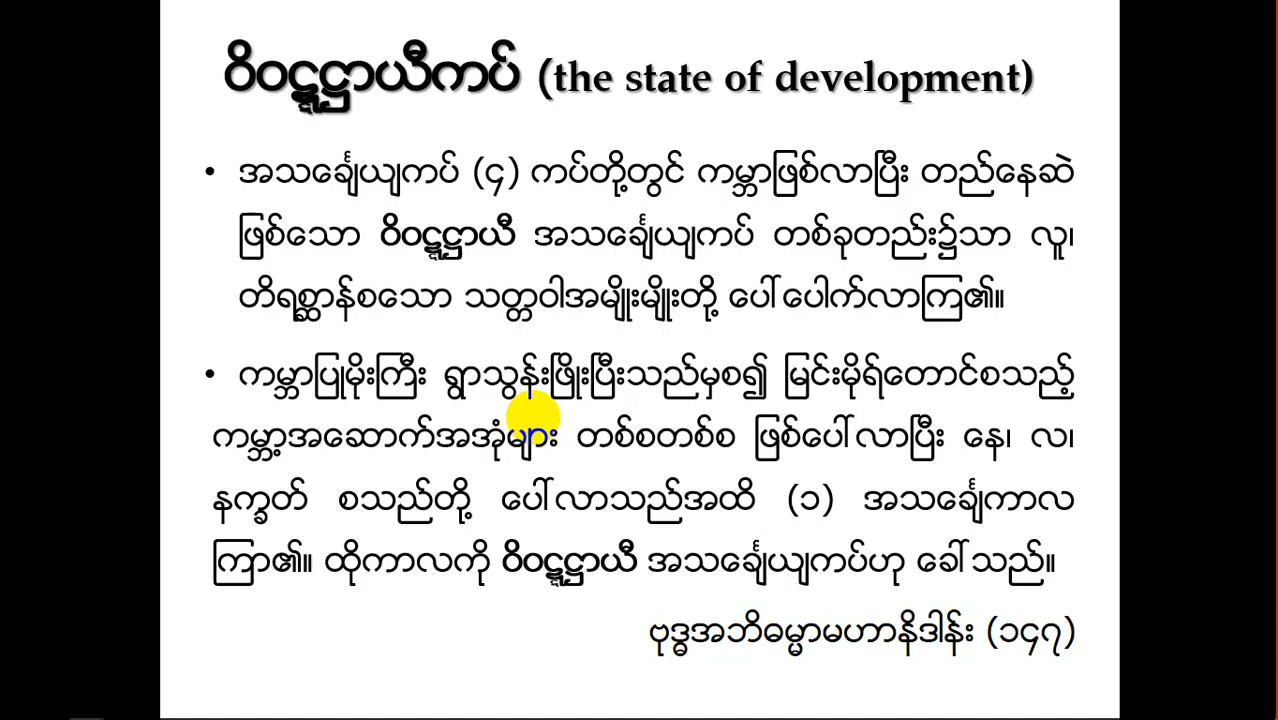 ဝိဝဋ္ဋဋ္ဌာယီကပ် (the state of development)
• အသင်္ချေယျကပ် (၄) ကပ်တို့တွင် ကမ္ဘာဖြစ်လာပြီး တည်နေဆဲ
ဖြစ်သော ဝိဝဋ္ဋဋ္ဌာယီ အသင်္ချေယျကပ် တစ်ခုတည်း၌သာ လူ၊
တိရစ္ဆာန်စသော သတ္တဝါအမျိုးမျိုးတို့ ပေါ်ပေါက်လာကြ၏။
• ကမ္ဘာပြုမိုးကြီး ရွာသွန်းဖြိုးပြီးသည်မှစ၍ မြင်းမိုရ်တောင်စသည့်
ကမ္ဘာ့အဆောက်အအုံများ တစ်စတစ်စ ဖြစ်ပေါ်လာပြီး နေ၊ လ၊
နက္ခတ် စသည်တို့ ပေါ်လာသည်အထိ (၁) အသင်္ချေကာလ
ကြာ၏။ ထိုကာလကို ဝိဝဋ္ဋဋ္ဌာယီ အသင်္ချေယျကပ်ဟု ခေါ်သည်။
ဗုဒ္ဓအဘိဓမ္မာမဟာနိဒါန်း (၁၄၇)